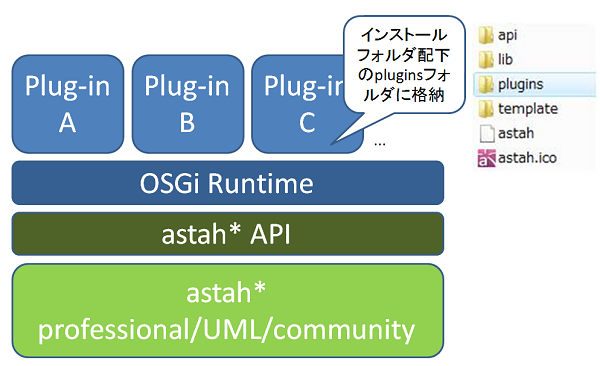 インストール
フォルダ配下
のpluginsフォ
ルダに格納
Plug-in
A
Plug-in
B
Plug-in
C
...
OSGi Runtime
astah* API
astah*
professional/UML/community
api
lib
plugins
template
astah
astah.ico